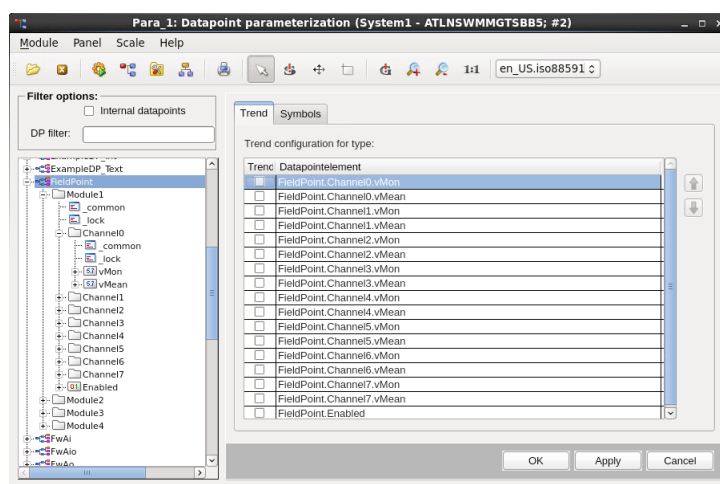 Para_1: Datapoint parameterization (System1 - ATLNSWMMGTSBB5; #2)
Module Panel Scale Help
1:1 en_US.iso88591
Filter options:
Internal datapoints
DP filter:
ExampleDP_Text
FieldPoint
Module1
_common
_lock
Channel0
_common
_lock
vMon
vMean
Channel1
Channel2
Channel3
Channel4
Channel5
Channel6
Channel7
Enabled
Module2
Module3
Module4
FwAi
FwAio
FwAo
Trend Symbols
Trend configuration for type:
Trend Datapointelement
FieldPoint.Channel0.vMon
FieldPoint.Channel0.vMean
FieldPoint.Channel1.vMon
FieldPoint.Channel1.vMean
FieldPoint.Channel2.vMon
FieldPoint.Channel2.vMean
FieldPoint.Channel3.vMon
FieldPoint.Channel3.vMean
FieldPoint.Channel4.vMon
FieldPoint.Channel4.vMean
FieldPoint.Channel5.vMon
FieldPoint.Channel5.vMean
FieldPoint.Channel6.vMon
FieldPoint.Channel6.vMean
FieldPoint.Channel7.vMon
FieldPoint.Channel7.vMean
FieldPoint.Enabled
OK Apply Cancel